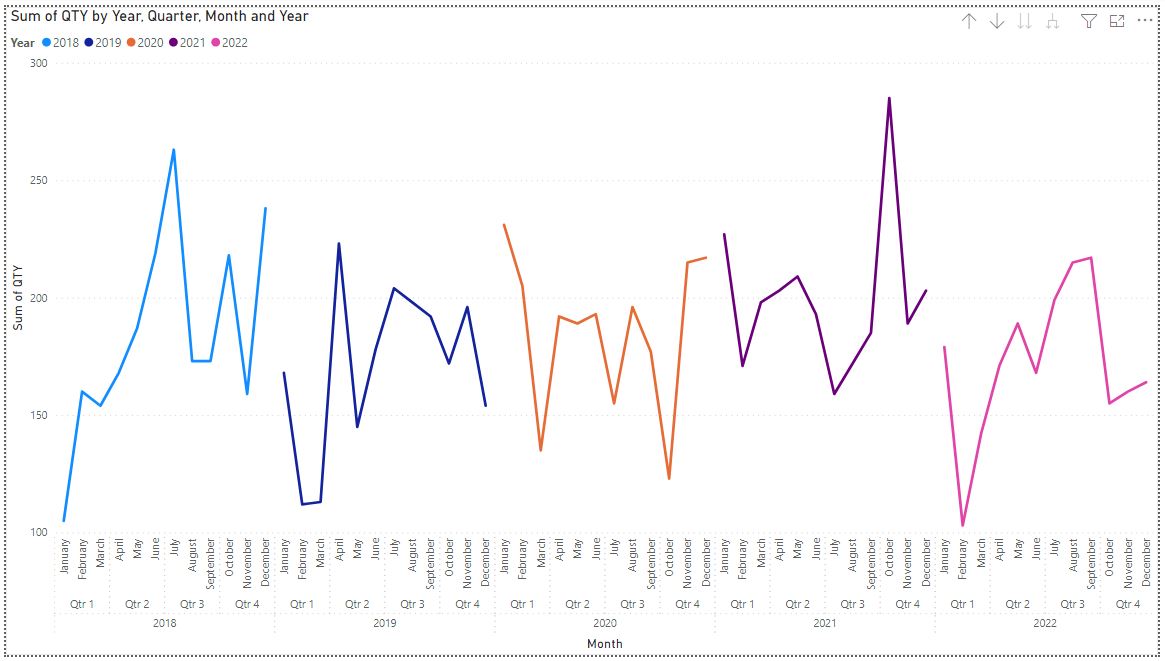 Sum of QTY by Year, Quarter, Month and Year
Year 2018 2019 2020 2021 2022
300
250
200
150
100
Sum of QTY
January February March April May June July August September October November December January February March April May June July August September October November December January February March April May June July August September October November December January February March April May June July August September October November December January February March April May June July August September October November December
Qtr 1 Qtr 2 Qtr 3 Qtr 4 Qtr 1 Qtr 2 Qtr 3 Qtr 4 Qtr 1 Qtr 2 Qtr 3 Qtr 4 Qtr 1 Qtr 2 Qtr 3 Qtr 4 Qtr 1 Qtr 2 Qtr 3 Qtr 4
2018 2019 2020 2021 2022
Month